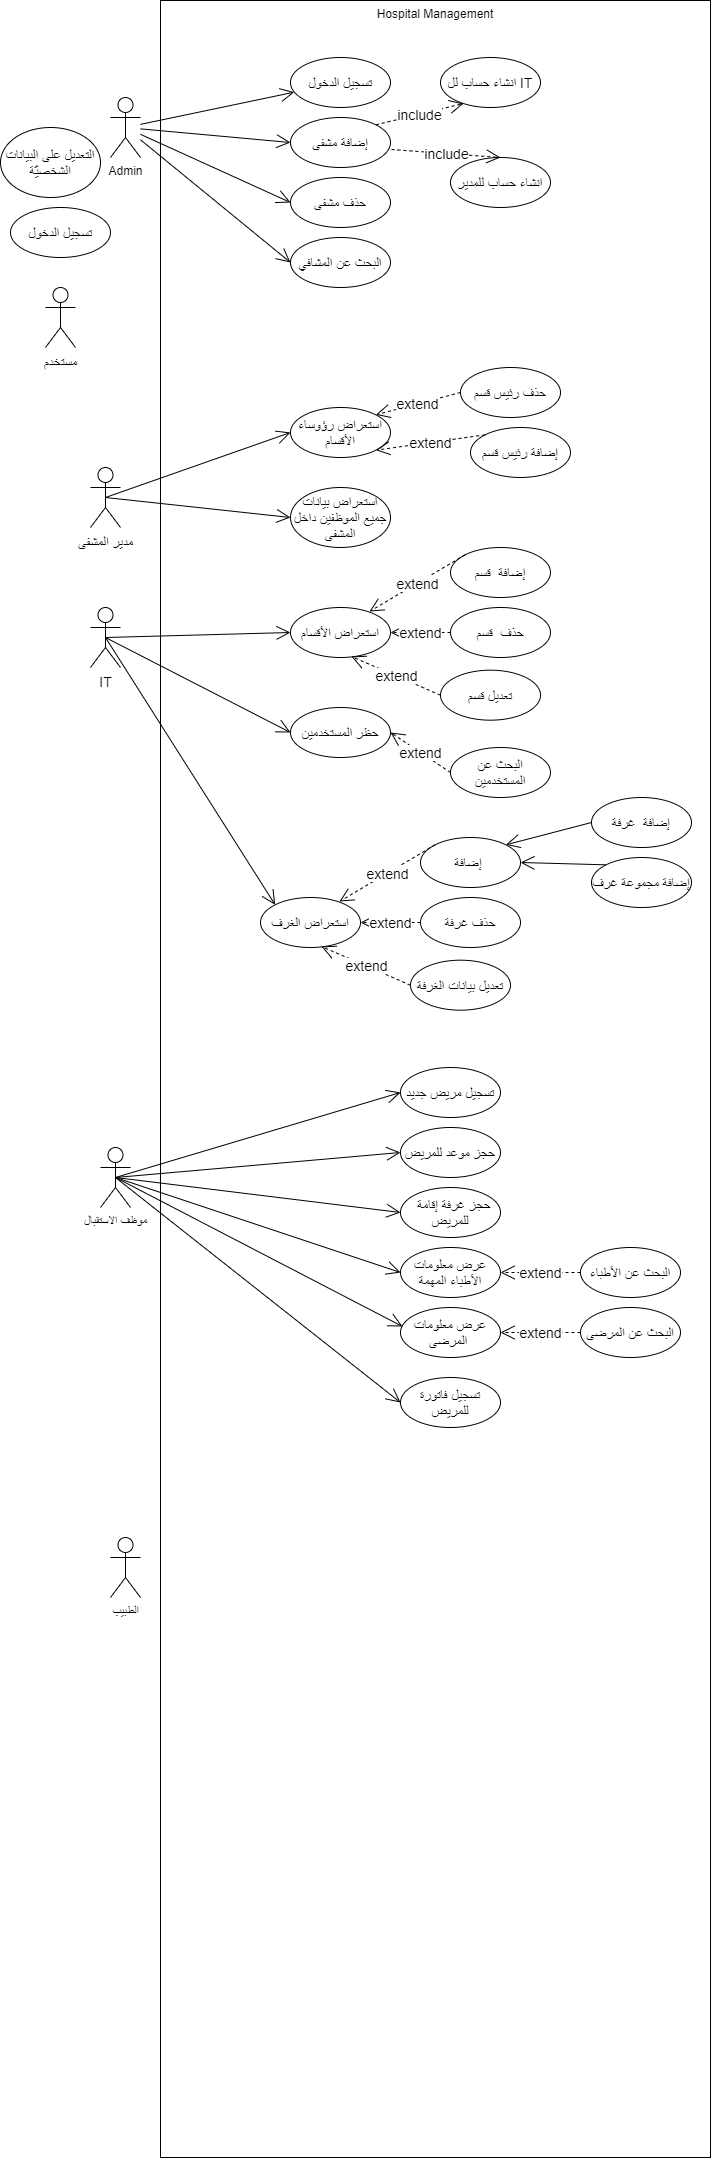 Hospital Management
تسجيل الدخول
انشاء حساب لل IT
include
Admin
إضافة مشفى
include
التعديل على البيانات
الشخصيّة
انشاء حساب للمدير
حذف مشفى
تسجيل الدخول
البحث عن المشافي
مستخدم
حذف رئيس قسم
extend
استعراض رؤوساء
الأقسام
extend
إضافة رئيس قسم
استعراض بيانات
جميع الموظفين داخل
المشفى
مدير المشفى
إضافة قسم
extend
استعراض الأقسام
extend
حذف قسم
IT
extend
تعديل قسم
حظر المستخدمين
extend
البحث عن
المستخدمين
إضافة غرفة
إضافة
extend
إضافة مجموعة غرف
استعراض الغرف
extend
حذف غرفة
extend
تعديل بيانات الغرفة
تسجيل مريض جديد
حجز موعد للمريض
موظف الاستقبال
حجز غرفة إقامة
للمريض
عرض معلومات
الأطباء المهمة
extend
البحث عن الأطباء
عرض معلومات
المرضى
extend
البحث عن المرضى
تسجيل فاتورة
للمريض
الطبيب